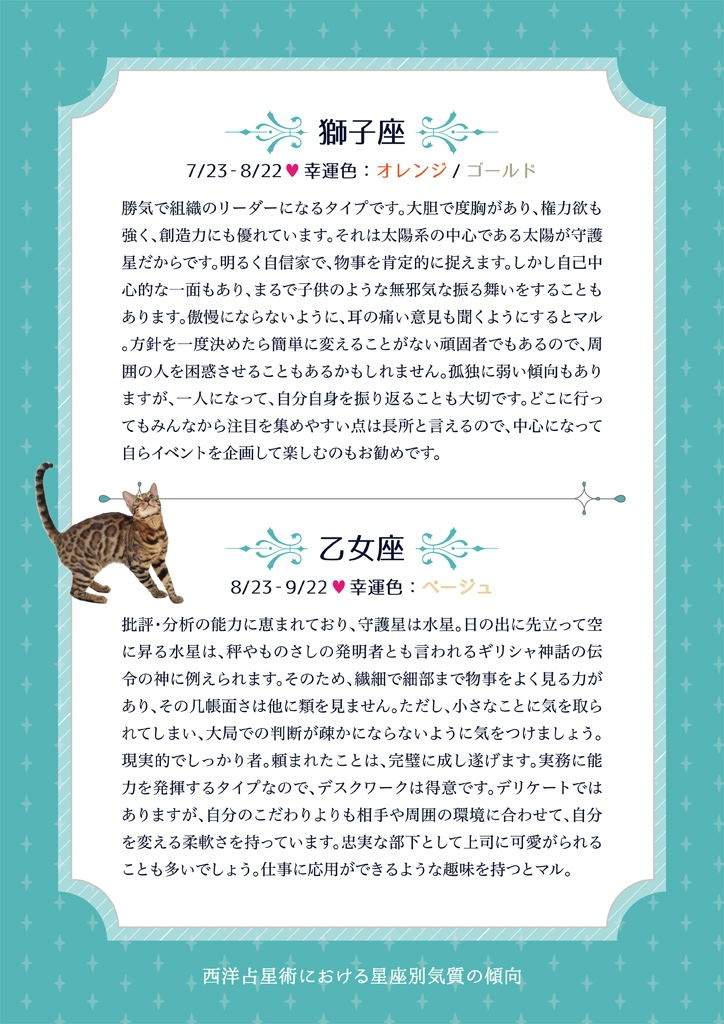 獅子座
7/23-8/22♥幸運色：オレンジ/ゴールド
勝気で組織のリーダーになるタイプです。大胆で度胸があり、権力欲も
強く、創造力にも優れています。それは太陽系の中心である太陽が守護
星だからです。明るく自信家で、物事を肯定的に捉えます。しかし自己中
心的な一面もあり、まるで子供のような無邪気な振る舞いをすることも
あります。傲慢にならないように、耳の痛い意見も聞くようにするとマル
。方針を一度決めたら簡単に変えることがない頑固者でもあるので、周
囲の人を困惑させることもあるかもしれません。孤独に弱い傾向もあり
ますが、一人になって、自分自身を振り返ることも大切です。どこに行っ
てもみんなから注目を集めやすい点は長所と言えるので、中心になって
自らイベントを企画して楽しむのもお勧めです。
乙女座
8/23-9/22♥幸運色：ベージュ
批評・分析の能力に恵まれており、守護星は水星。日の出に先立って空
に昇る水星は、秤やものさしの発明者とも言われるギリシャ神話の伝
令の神に例えられます。そのため、繊細で細部まで物事をよく見る力が
あり、その几帳面さは他に類を見ません。ただし、小さなことに気を取ら
れてしまい、大局での判断が疎かにならないように気をつけましょう。
現実的でしっかり者。頼まれたことは、完璧に成し遂げます。実務に能
力を発揮するタイプなので、デスクワークは得意です。デリケートでは
ありますが、自分のこだわりよりも相手や周囲の環境に合わせて、自分
を変える柔軟さを持っています。忠実な部下として上司に可愛がられる
ことも多いでしょう。仕事に応用ができるような趣味を持つとマル。
西洋占星術における星座別気質の傾向